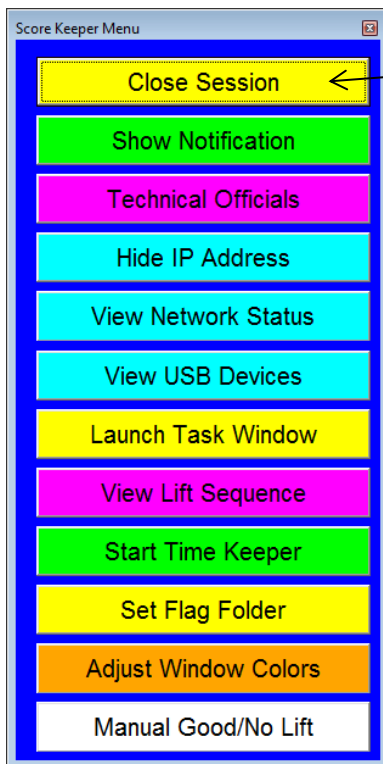 Score Keeper Menu
Close Session
Show Notification
Technical Officials
Hide IP Address
View Network Status
View USB Devices
Launch Task Window
View Lift Sequence
Start Time Keeper
Set Flag Folder
Adjust Window Colors
Manual Good/No Lift